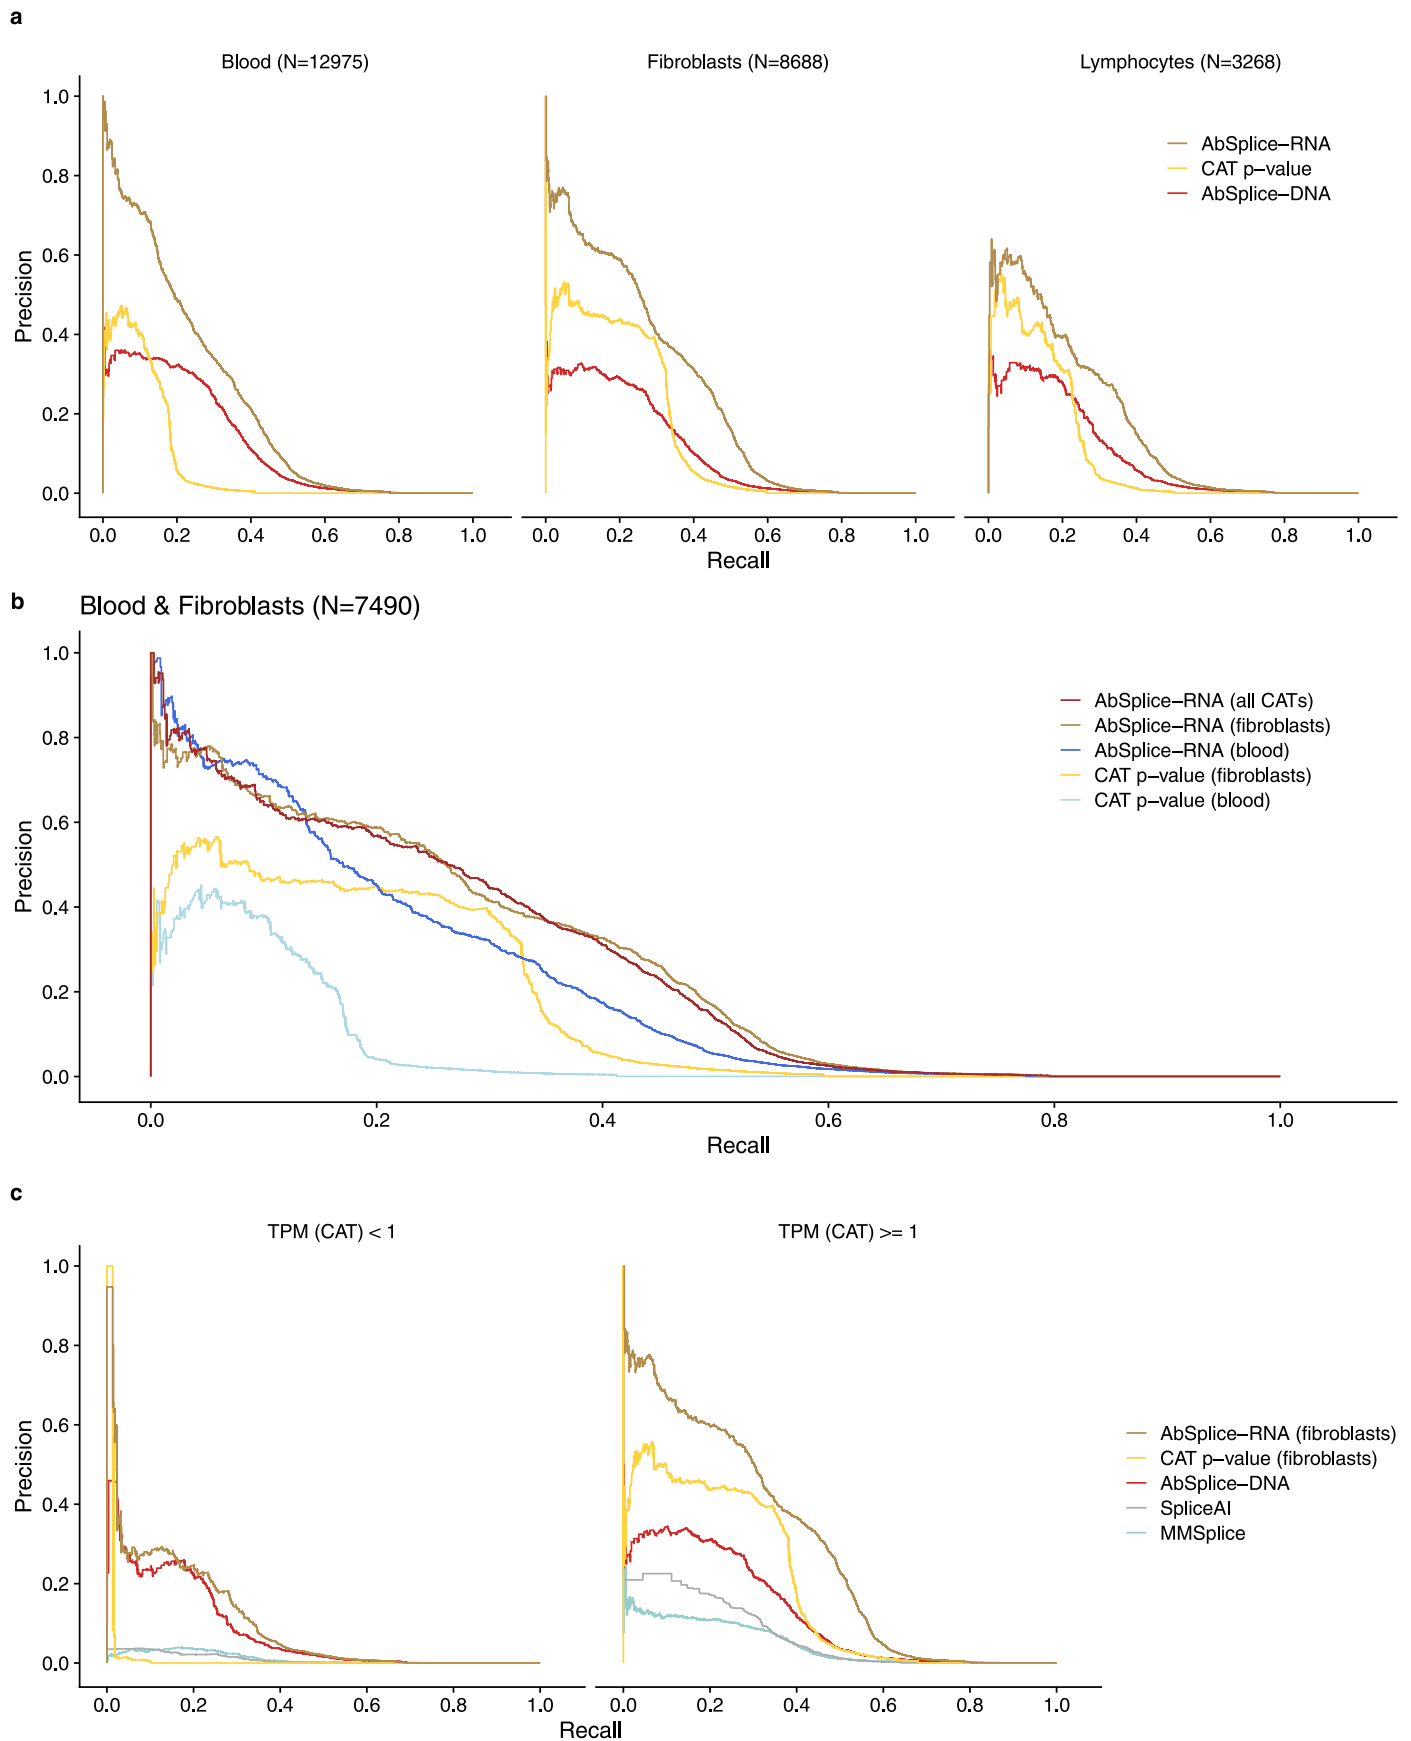 a
Blood (N=12975)
Fibroblasts (N=8688)
Lymphocytes (N=3268)
AbSplice−RNA
CAT p−value
AbSplice−DNA
Precision
1.0
0.8
0.6
0.4
0.2
0.0
0.0 0.2 0.4 0.6 0.8 1.0
0.0 0.2 0.4 0.6 0.8 1.0
0.0 0.2 0.4 0.6 0.8 1.0
Recall
b
Blood & Fibroblasts (N=7490)
AbSplice−RNA (all CATs)
AbSplice−RNA (fibroblasts)
AbSplice−RNA (blood)
CAT p−value (fibroblasts)
CAT p−value (blood)
Precision
1.0
0.8
0.6
0.4
0.2
0.0
0.0 0.2 0.4 0.6 0.8 1.0
Recall
c
TPM (CAT) < 1
TPM (CAT) >= 1
AbSplice−RNA (fibroblasts)
CAT p−value (fibroblasts)
AbSplice−DNA
SpliceAI
MMSplice
Precision
1.0
0.8
0.6
0.4
0.2
0.0
0.0 0.2 0.4 0.6 0.8 1.0
0.0 0.2 0.4 0.6 0.8 1.0
Recall